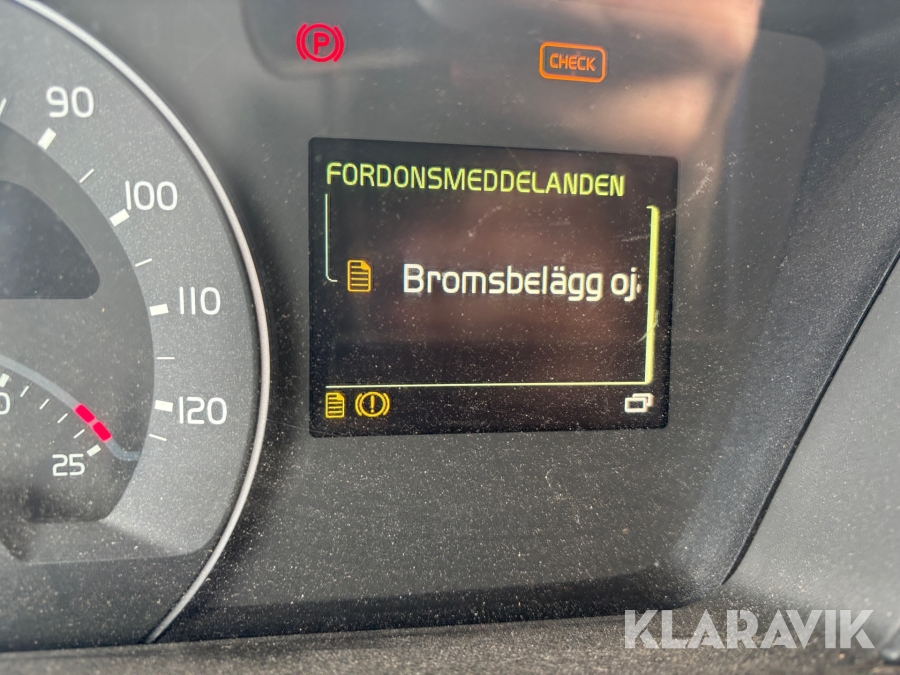 P
CHECK
90
100
110
120
25
FORDONSMEDDELANDEN
Bromsbelägg oj
KLARAVIK